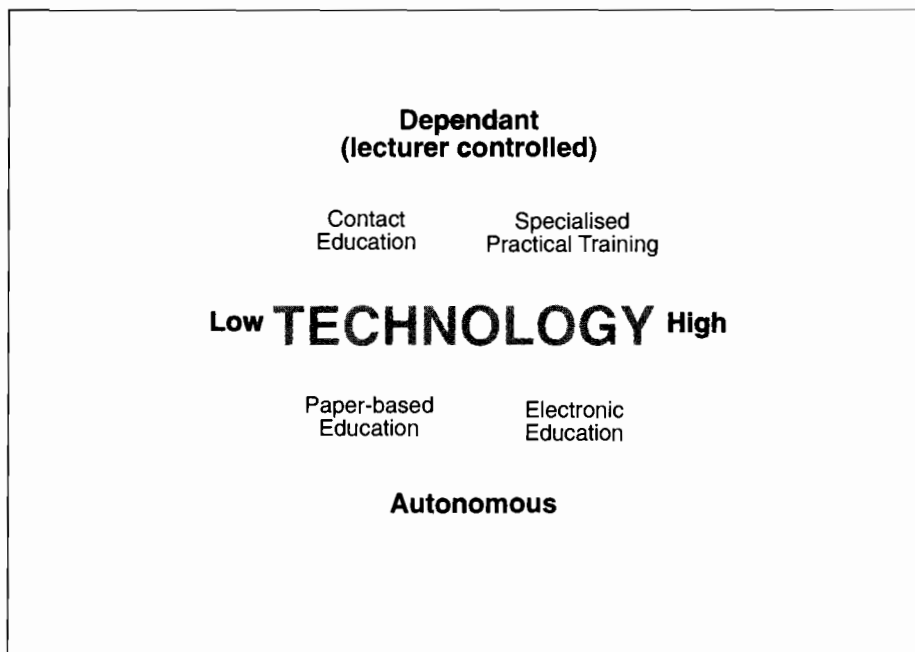 Dependant
(lecturer controlled)
Contact
Education
Specialised
Practical Training
Low TECHNOLOGY High
Paper-based
Education
Electronic
Education
Autonomous